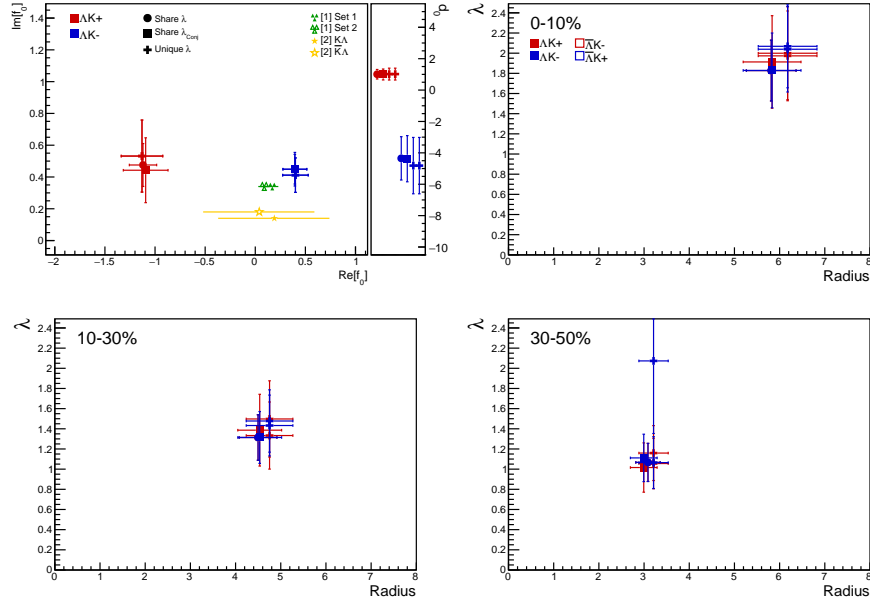 Im[f₀]
1.4
1.2
1
0.8
0.6
0.4
0.2
0
−2
−1.5
−1
−0.5
0
0.5
1
Re[f₀]
ΛK+
ΛK-
Share λ
Share λ_Conj
Unique λ
[1] Set 1
[1] Set 2
[2] KΛ
[2] K̅Λ
d₀
5
0
−5
−10
λ
0-10%
ΛK+
Λ̅K-
ΛK-
Λ̅K+
2.4
2.2
2
1.8
1.6
1.4
1.2
1
0.8
0.6
0.4
0.2
0
0 1 2 3 4 5 6 7 8
Radius
λ
10-30%
2.4
2.2
2
1.8
1.6
1.4
1.2
1
0.8
0.6
0.4
0.2
0
0 1 2 3 4 5 6 7 8
Radius
λ
30-50%
2.4
2.2
2
1.8
1.6
1.4
1.2
1
0.8
0.6
0.4
0.2
0
0 1 2 3 4 5 6 7 8
Radius